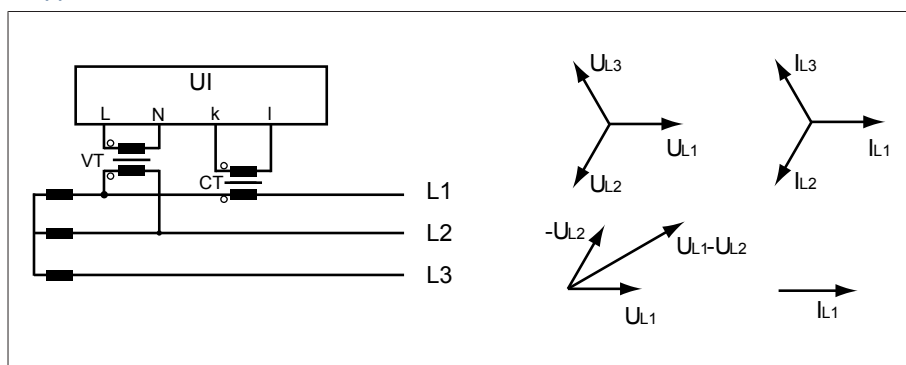 UI
L N k l
VT
CT
L1
L2
L3
UL3
UL1
UL2
IL3
IL1
IL2
-UL2
UL1-UL2
UL1
IL1